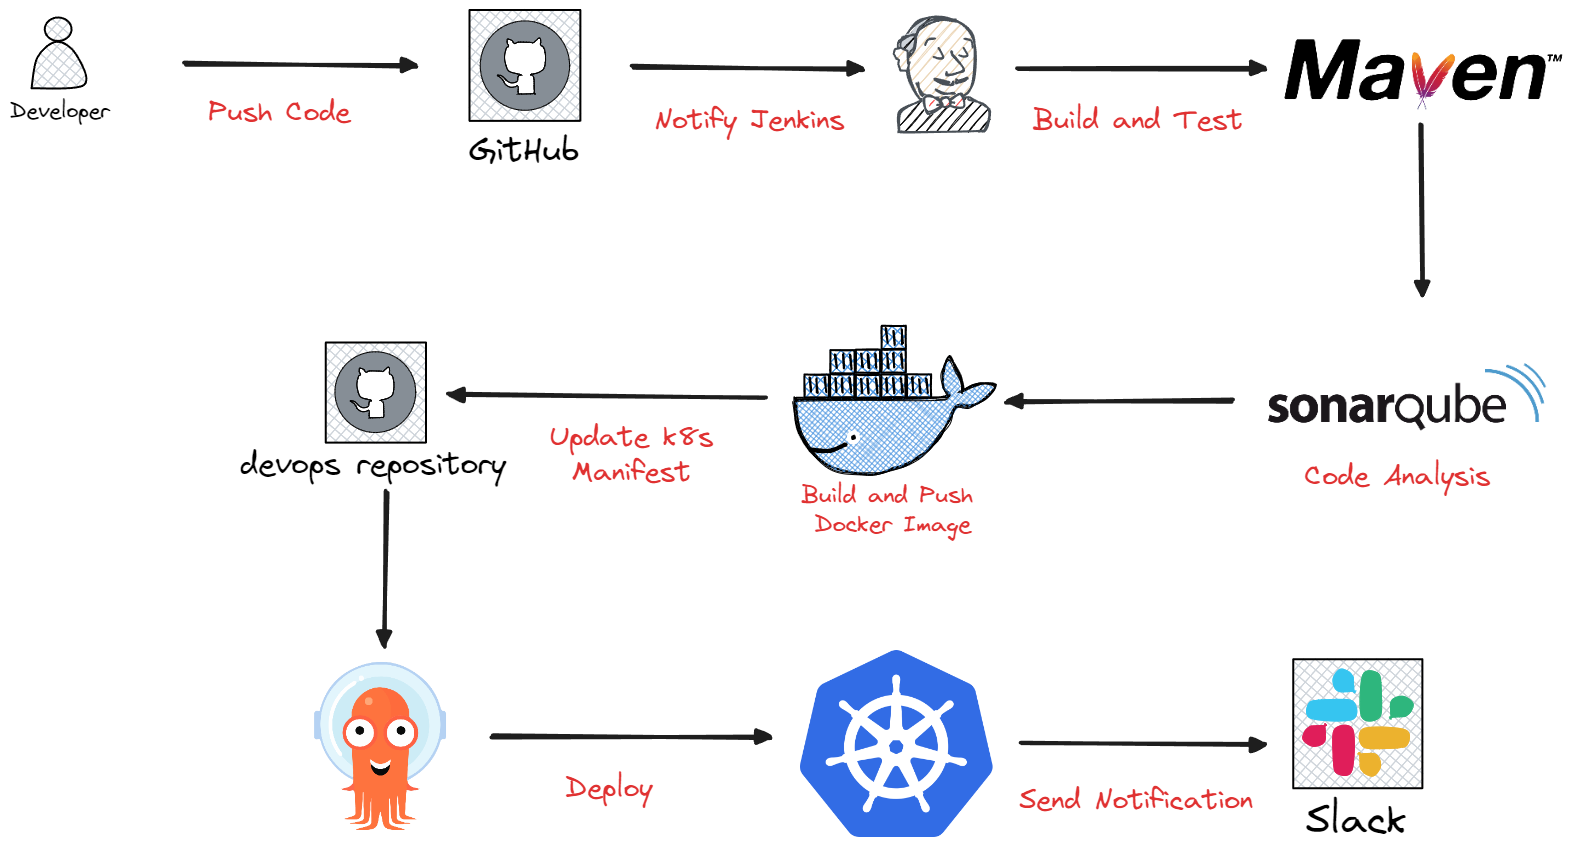 Developer
Push Code
GitHub
Notify Jenkins
Build and Test
Maven™
devops repository
Update k8s
Manifest
Build and Push
Docker Image
sonarqube
Code Analysis
Deploy
Send Notification
Slack